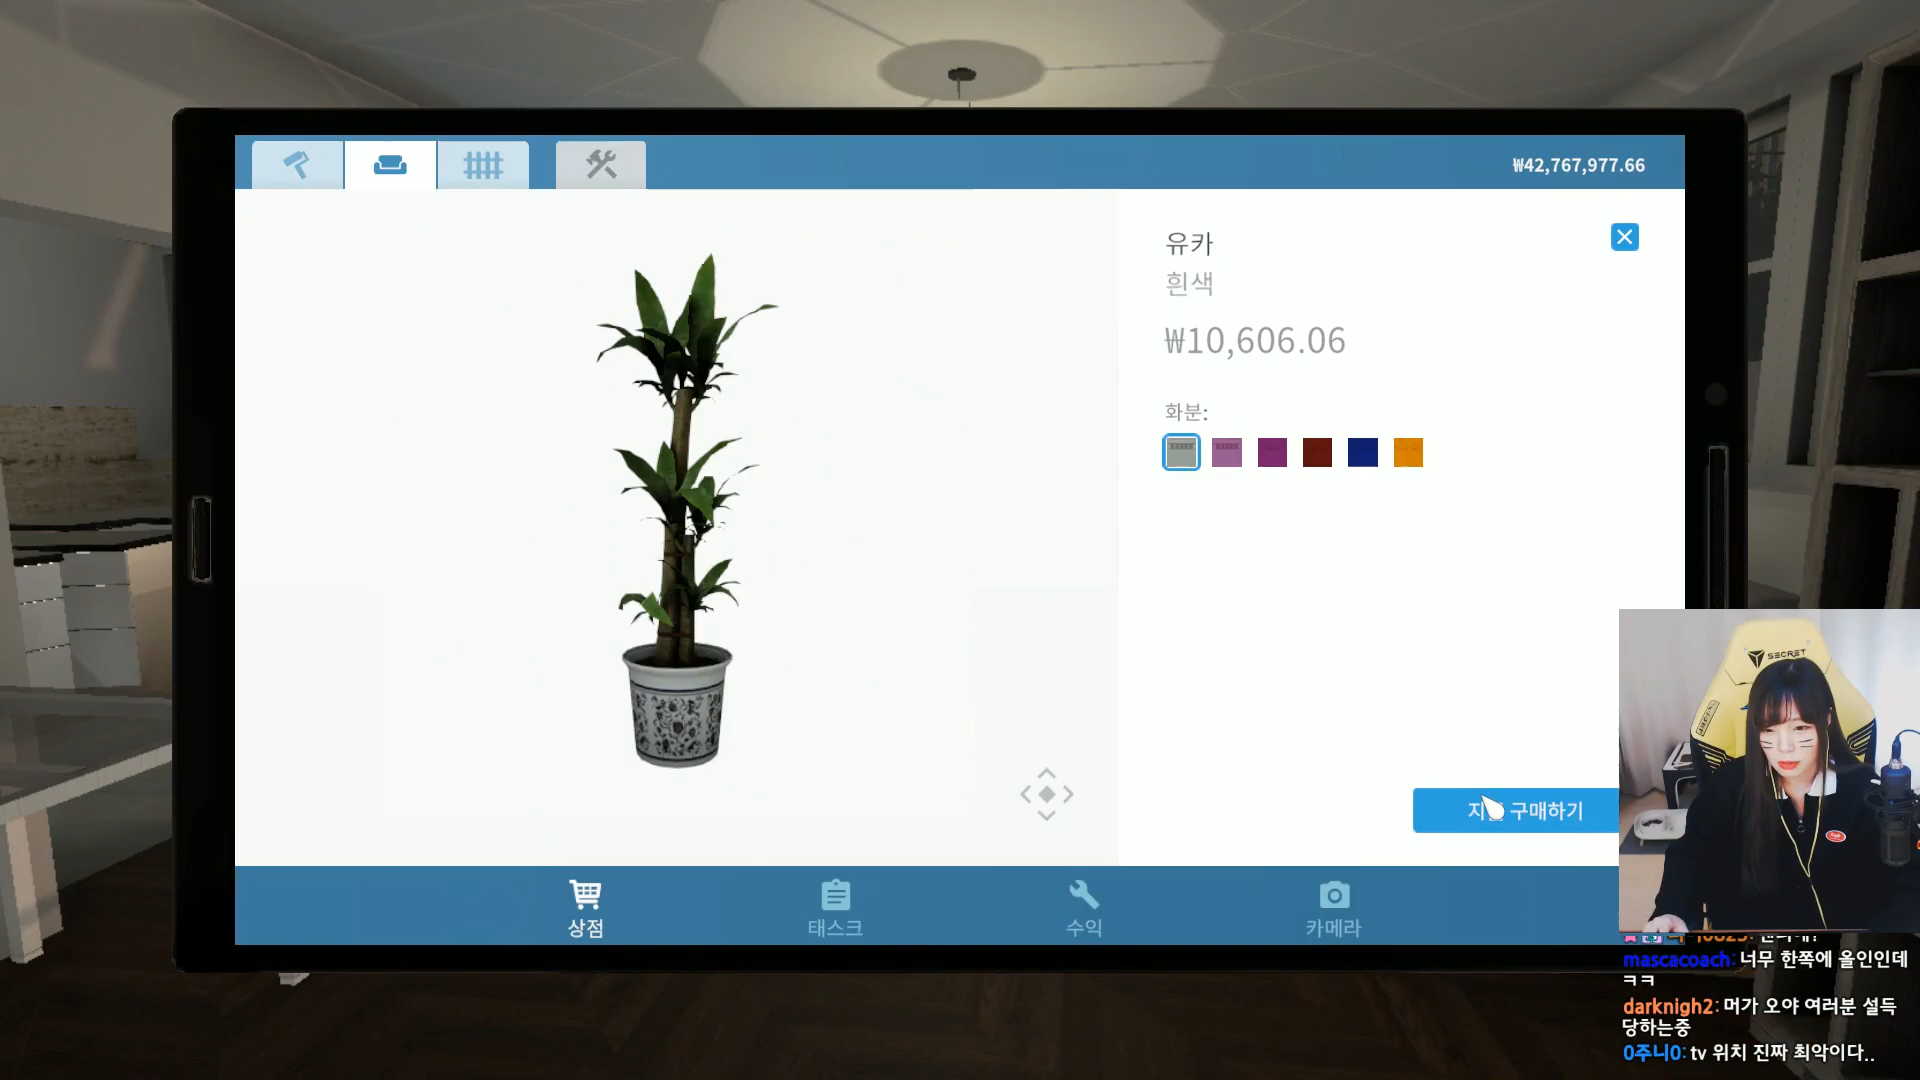 ₩42,767,977.66
유카
흰색
₩10,606.06
화분:
구매하기
상점
태스크
수익
카메라
SECRET
mascacoach: 너무 한쪽에 올인인데
ㅋㅋ
darknigh2: 머가 오야 여러분 설득
당하는중
0주니0: tv 위치 진짜 최악이다..